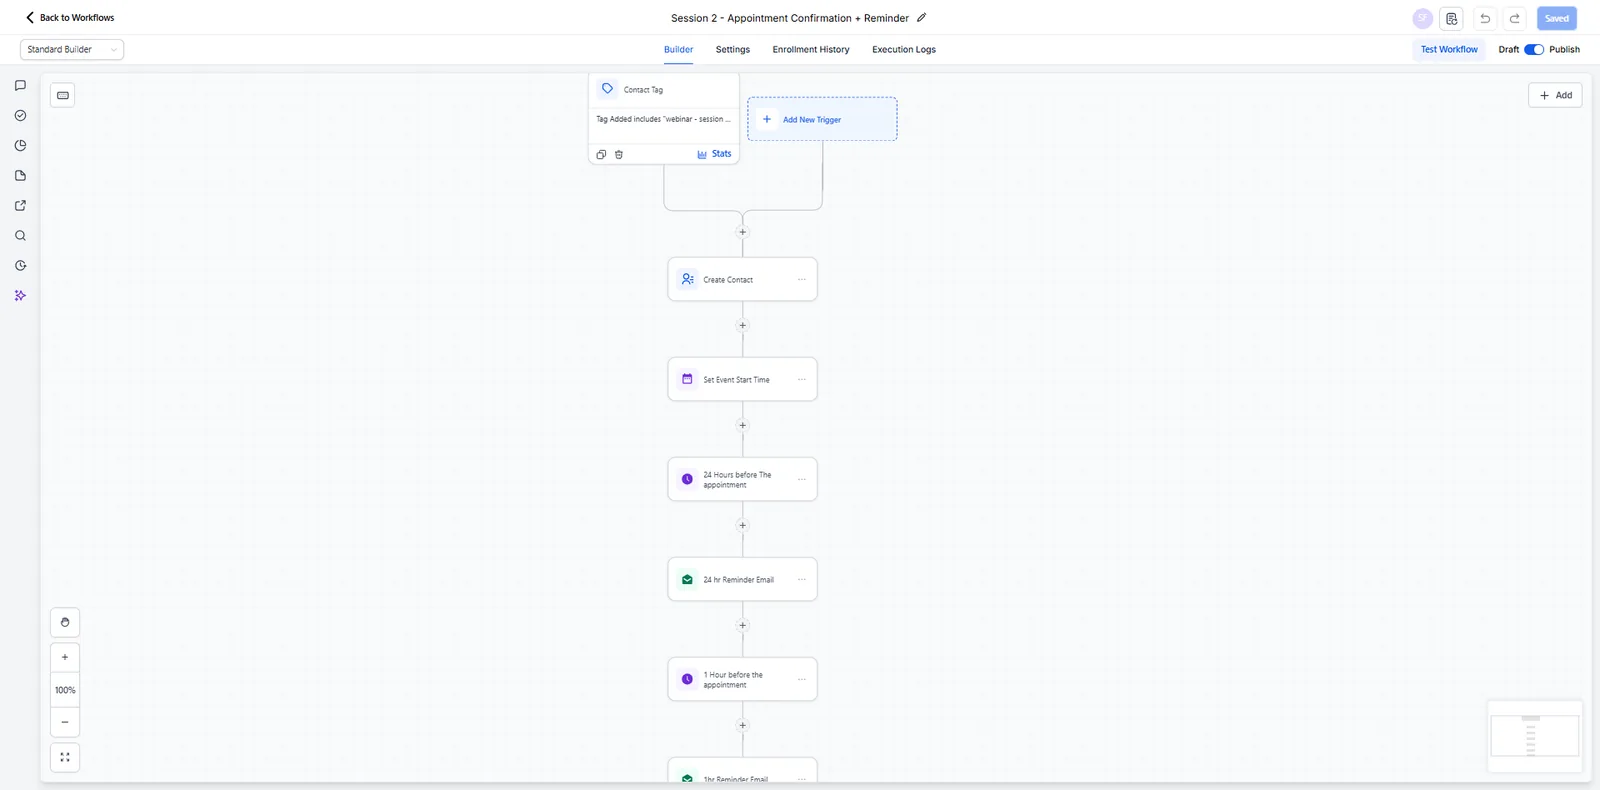 Back to Workflows
Session 2 - Appointment Confirmation + Reminder
SF
Saved
Standard Builder
Builder
Settings
Enrollment History
Execution Logs
Test Workflow
Draft
Publish
Add
Contact Tag
Tag Added includes "webinar - session ...
Stats
Add New Trigger
Create Contact
Set Event Start Time
24 Hours before The
appointment
24 hr Reminder Email
1 Hour before the
appointment
1hr Reminder Email
100%